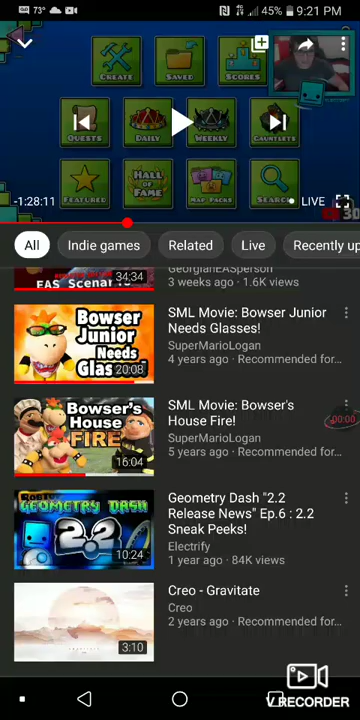 73° 45% 9:21 PM
CREATE SAVED SCORES
QUESTS DAILY WEEKLY GAUNTLETS
FEATURED HALL OF FAME MAP PACKS SEARCH
-1:28:11 LIVE
All Indie games Related Live Recently up
EAS Scenario 34:34
GeorgianEASperson
3 weeks ago · 1.6K views
Bowser Junior Needs Glas 20:08
SML Movie: Bowser Junior
Needs Glasses!
SuperMarioLogan
4 years ago · Recommended for...
Bowser's House FIRE 16:04
SML Movie: Bowser's
House Fire!
00:00
SuperMarioLogan
5 years ago · Recommended for...
GEOMETRY DASH 2.2 10:24
Geometry Dash "2.2
Release News" Ep.6 : 2.2
Sneak Peeks!
Electrify
1 year ago · 84K views
3:10
Creo - Gravitate
Creo
2 years ago · Recommended for...
V.RECORDER